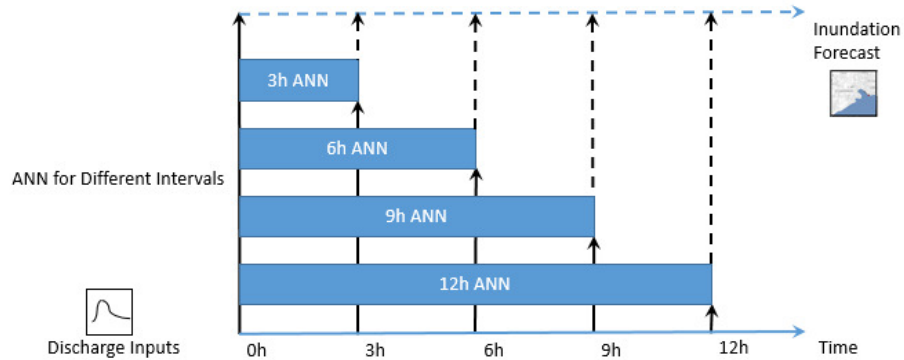 Inundation
Forecast
3h ANN
6h ANN
ANN for Different Intervals
9h ANN
12h ANN
Discharge Inputs
0h 3h 6h 9h 12h Time